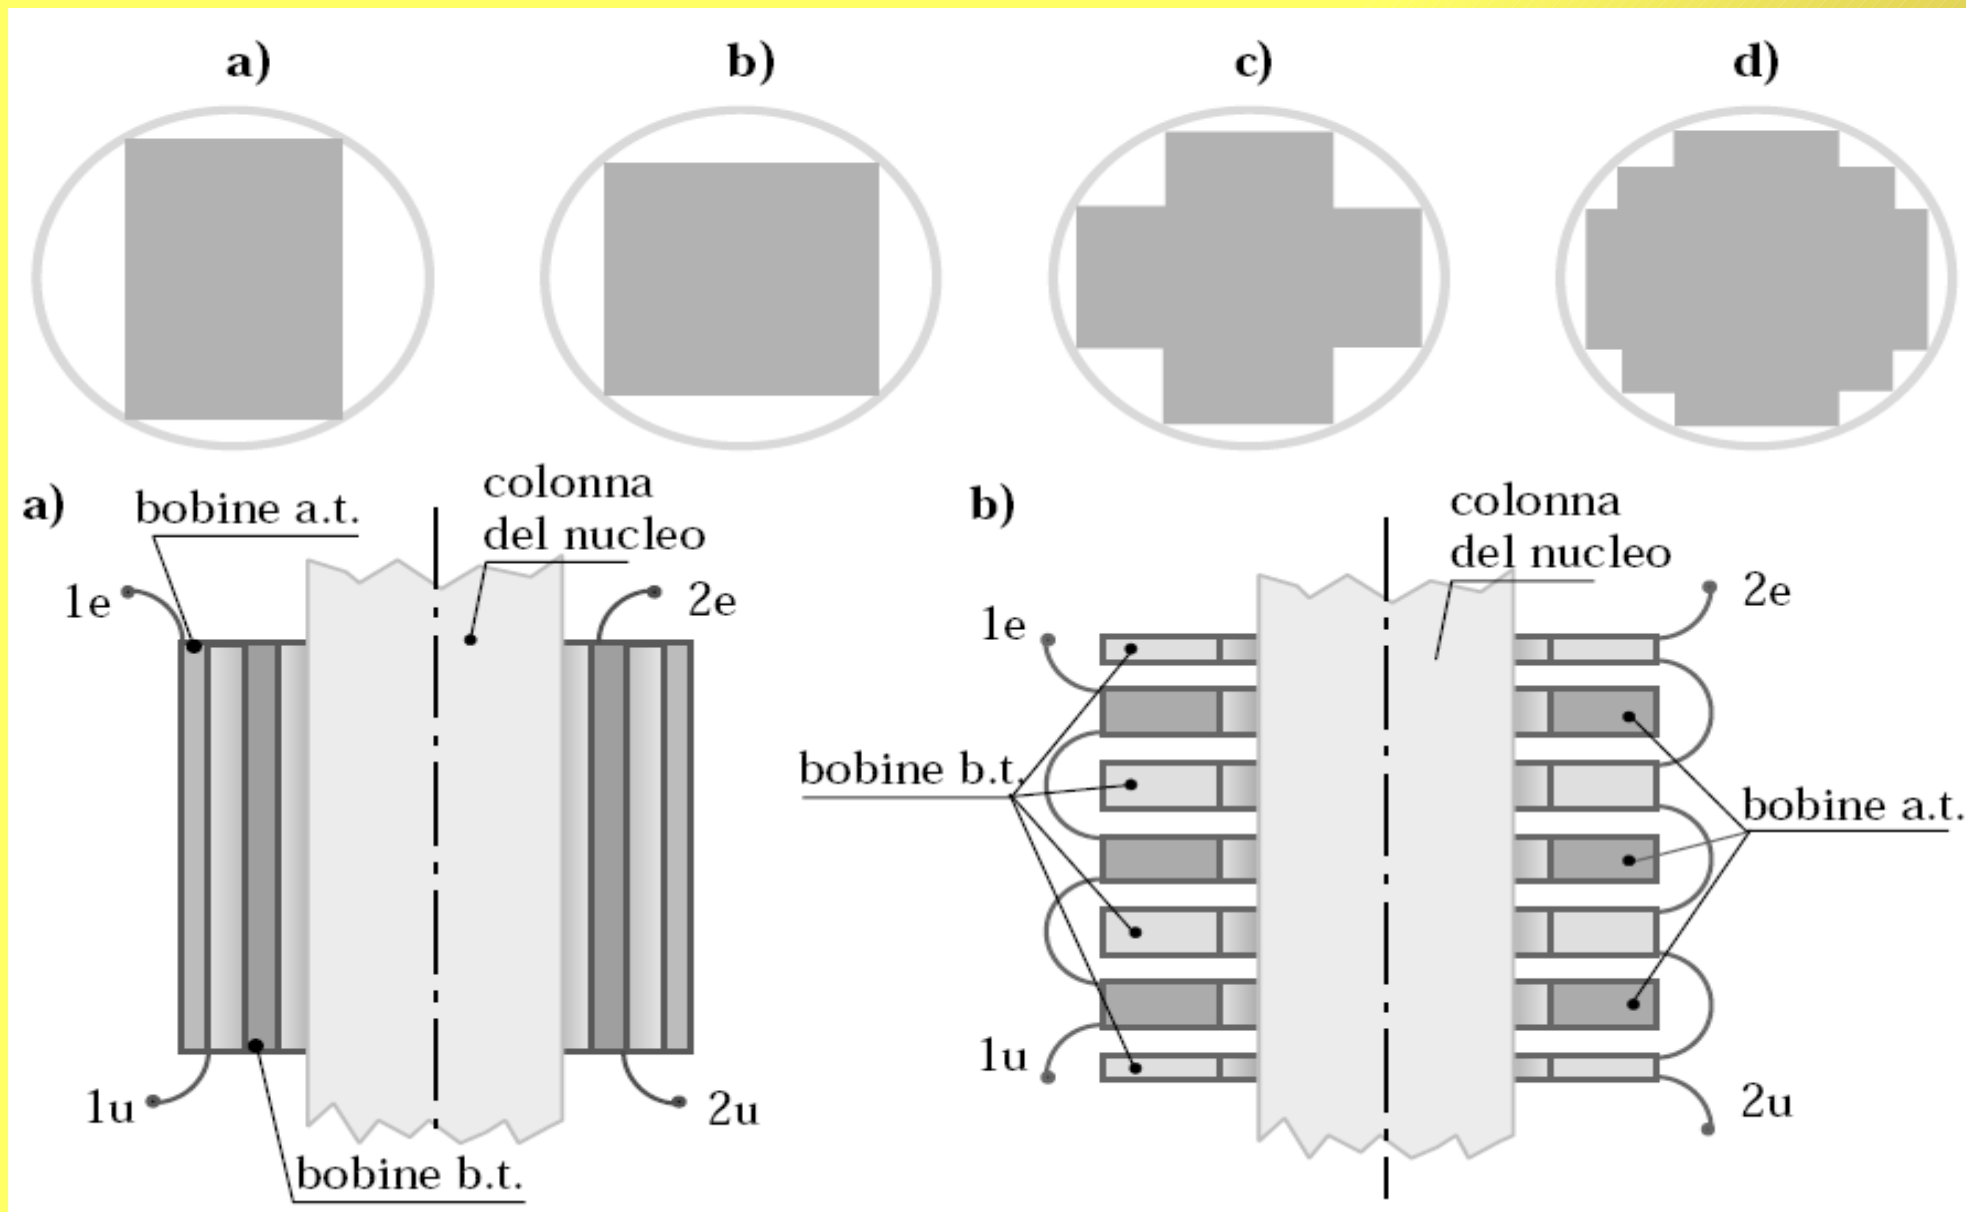 a)
b)
c)
d)
a)
bobine a.t.
colonna
del nucleo
1e
2e
1u
2u
bobine b.t.
b)
colonna
del nucleo
2e
1e
bobine b.t.
bobine a.t.
1u
2u